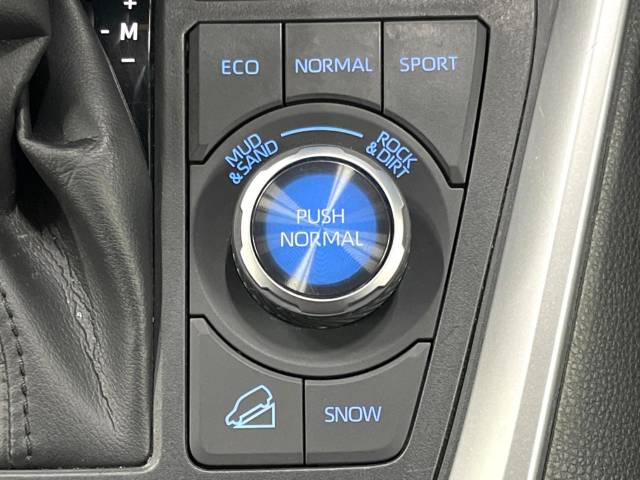 +
- M
-
ECO
NORMAL
SPORT
MUD
& SAND
ROCK
& DIRT
PUSH
NORMAL
SNOW